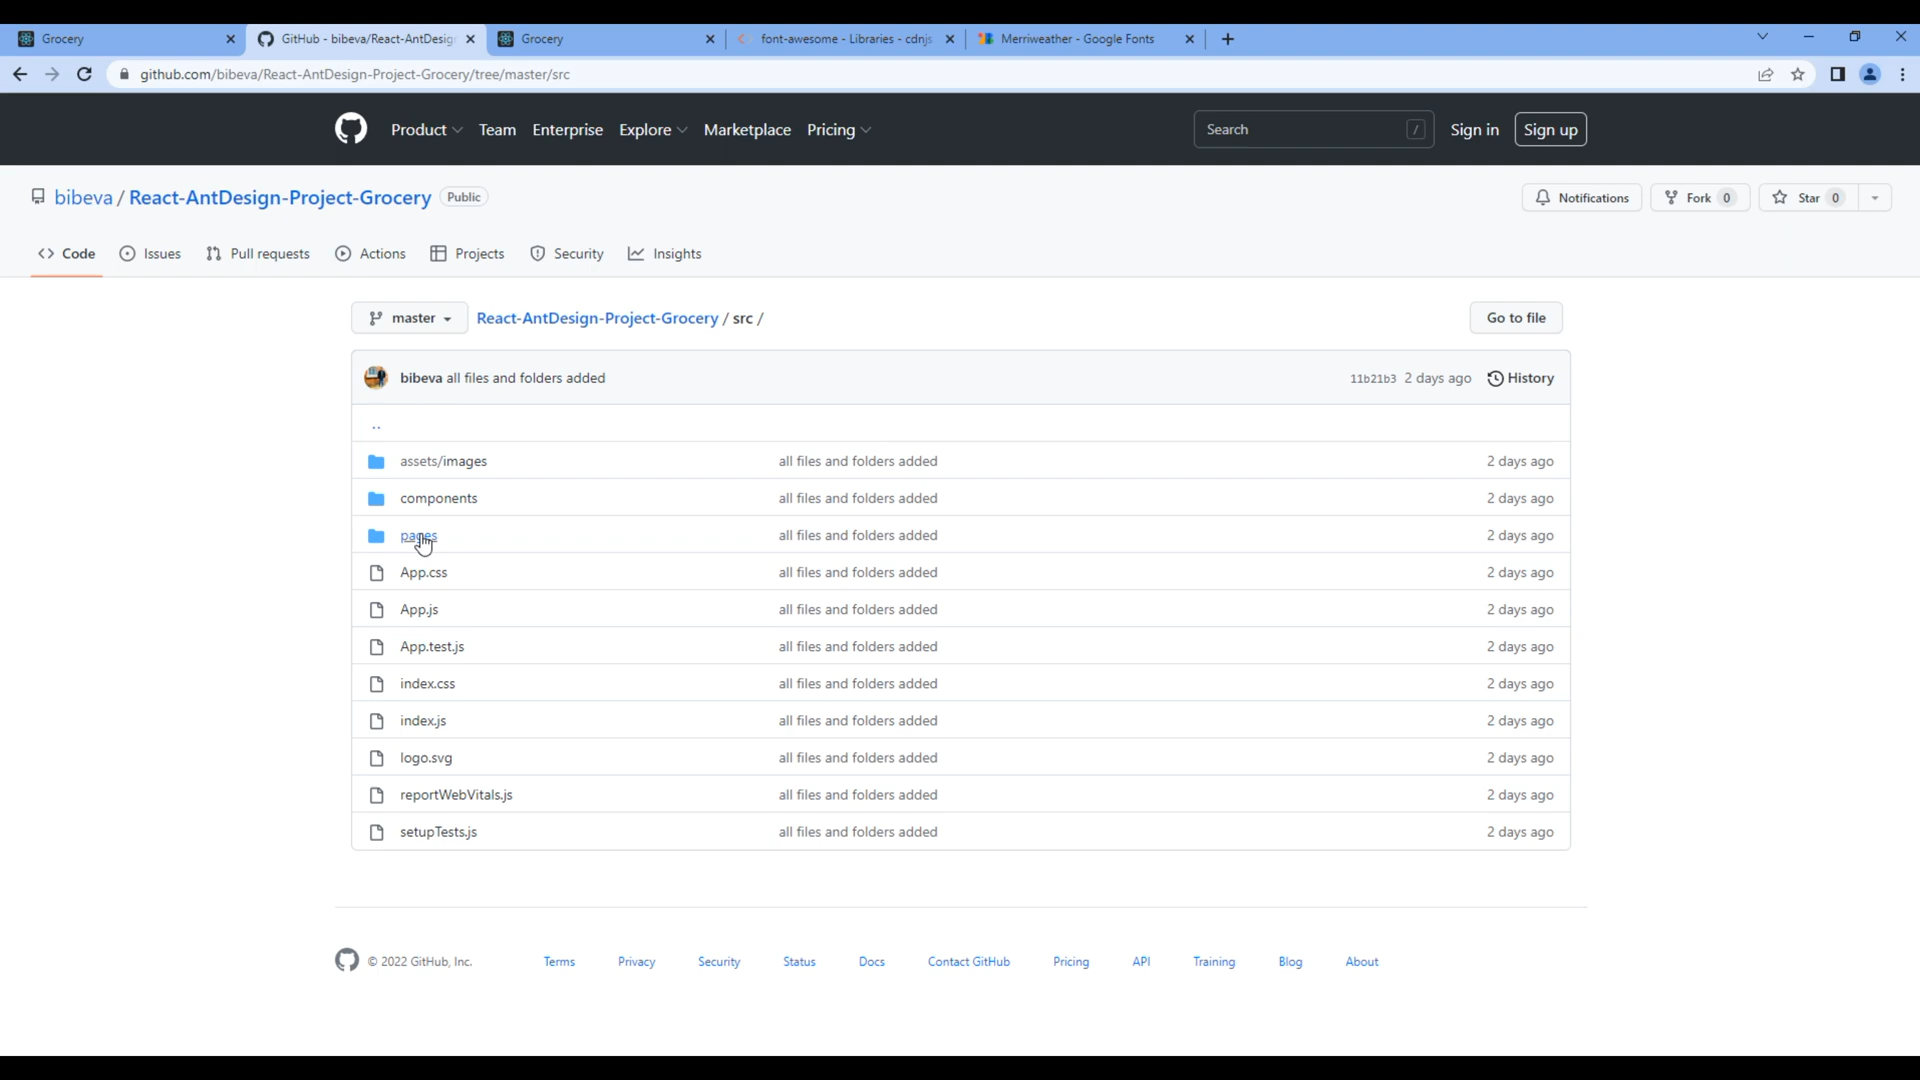 Grocery
GitHub - bibeva/React-AntDesig
Grocery
font-awesome - Libraries - cdnjs
Merriweather - Google Fonts
github.com/bibeva/React-AntDesign-Project-Grocery/tree/master/src
Product Team Enterprise Explore Marketplace Pricing
Search /
Sign in Sign up
bibeva / React-AntDesign-Project-Grocery Public
Notifications Fork 0 Star 0
<> Code Issues Pull requests Actions Projects Security Insights
master React-AntDesign-Project-Grocery / src / Go to file
bibeva all files and folders added 11b21b3 2 days ago History
..
assets/images all files and folders added 2 days ago
components all files and folders added 2 days ago
pages all files and folders added 2 days ago
App.css all files and folders added 2 days ago
App.js all files and folders added 2 days ago
App.test.js all files and folders added 2 days ago
index.css all files and folders added 2 days ago
index.js all files and folders added 2 days ago
logo.svg all files and folders added 2 days ago
reportWebVitals.js all files and folders added 2 days ago
setupTests.js all files and folders added 2 days ago
© 2022 GitHub, Inc. Terms Privacy Security Status Docs Contact GitHub Pricing API Training Blog About